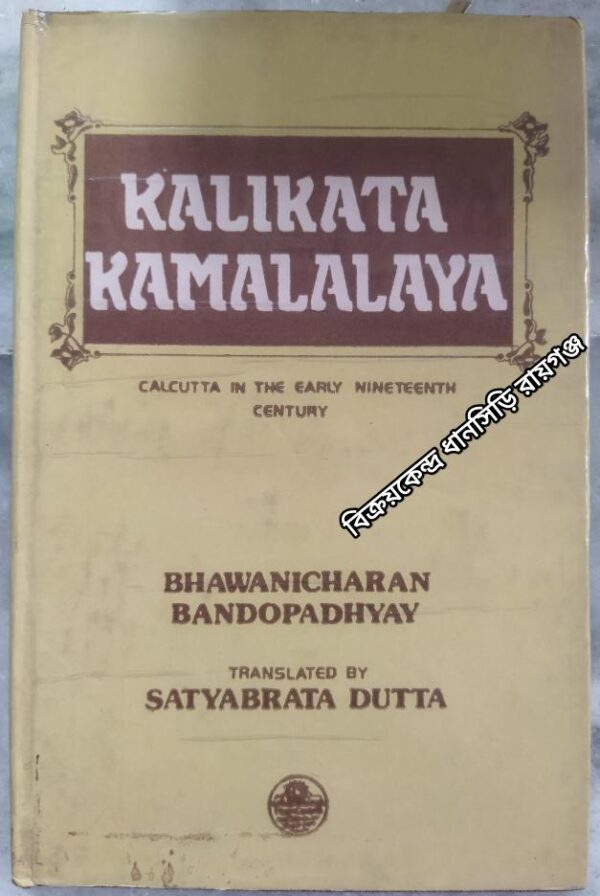 KALIKATA
KAMALALAYA
CALCUTTA IN THE EARLY NINETEENTH
CENTURY
বিক্রয়কেন্দ্র ধানসিড়ি রায়গঞ্জ
BHAWANICHARAN
BANDOPADHYAY
TRANSLATED BY
SATYABRATA DUTTA